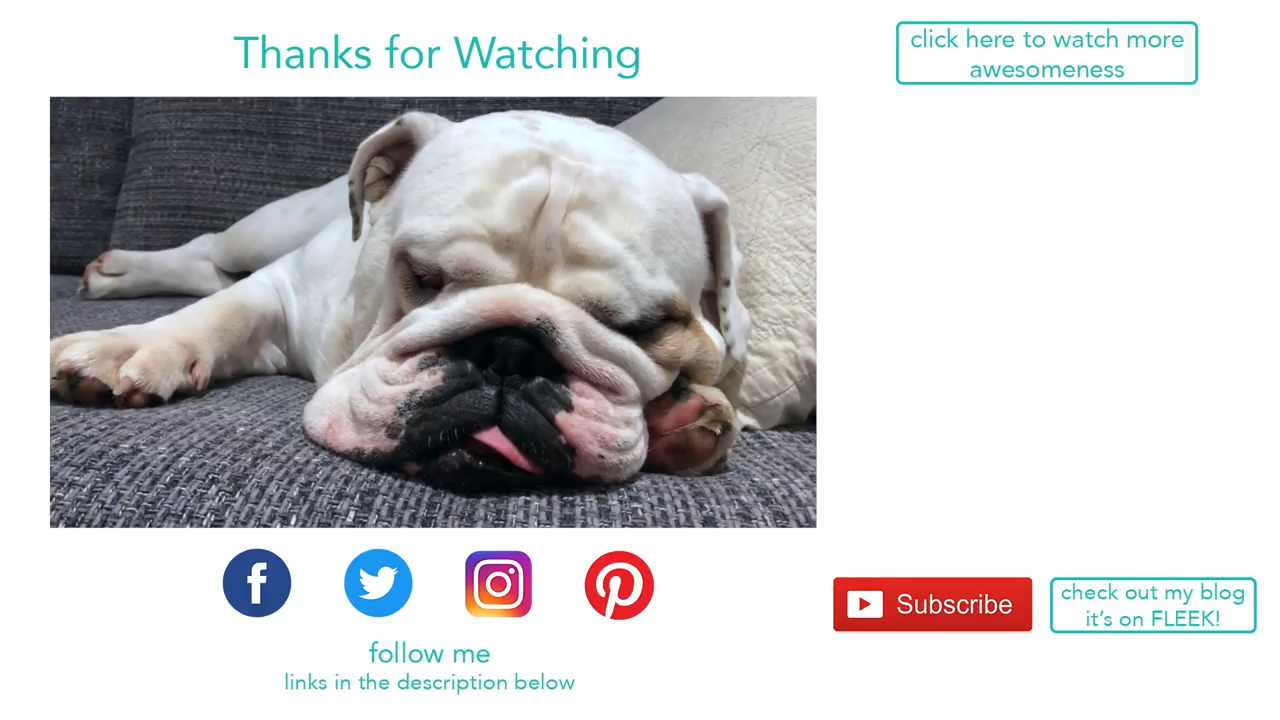 Thanks for Watching
click here to watch more
awesomeness
Subscribe
check out my blog
it's on FLEEK!
follow me
links in the description below